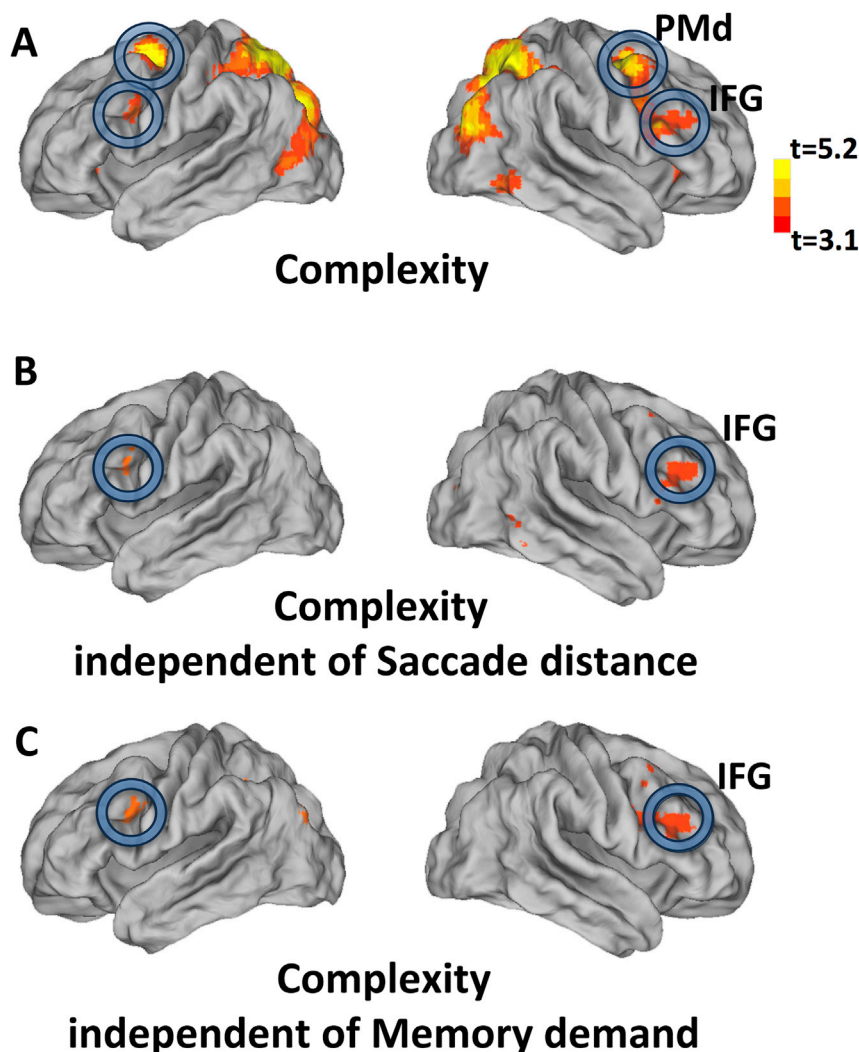 A
PMd
IFG
t=5.2
t=3.1
Complexity
B
IFG
Complexity
independent of Saccade distance
C
IFG
Complexity
independent of Memory demand